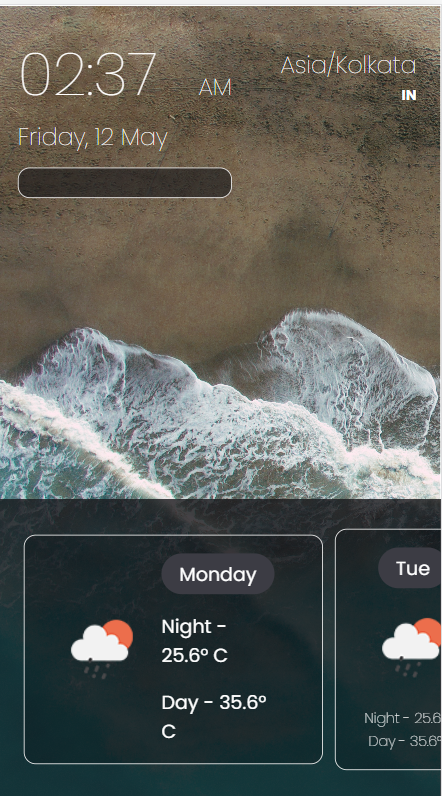 02:37 AM
Asia/Kolkata
IN
Friday, 12 May
Monday
Night -
25.6° C
Day - 35.6°
C
Tue
Night - 25.6
Day - 35.6°